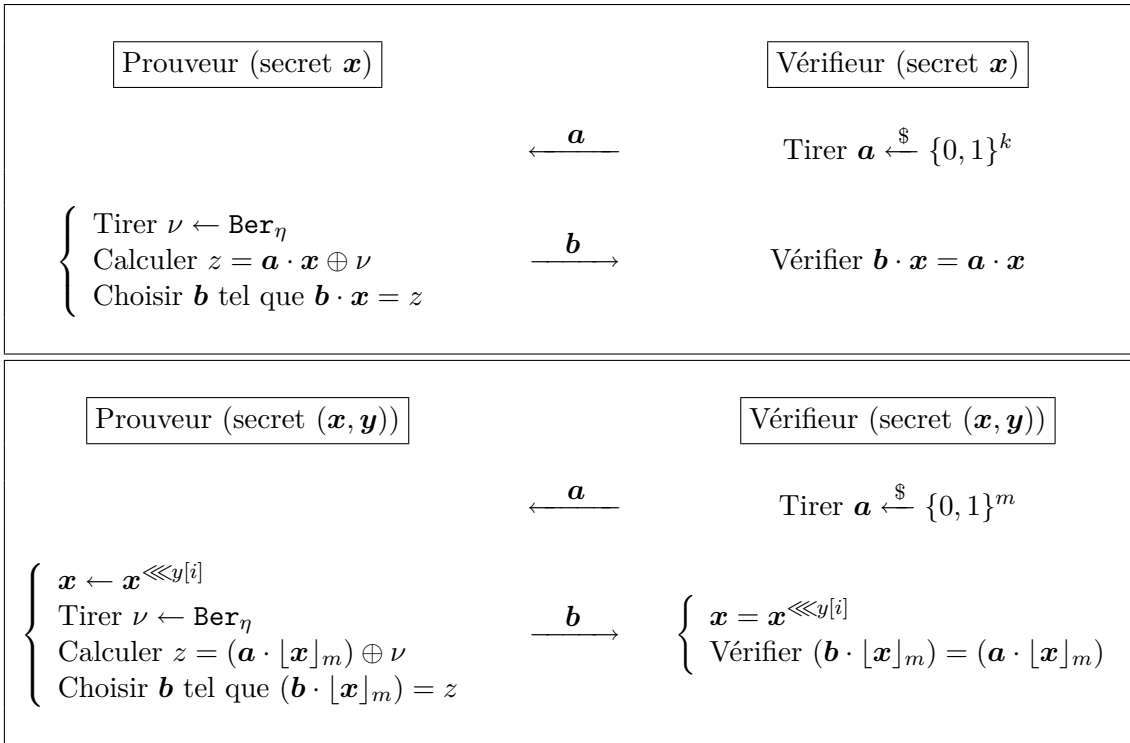 Prouveur (secret x) Vérifieur (secret x)
a Tirer a $← {0, 1}^k
Tirer ν ← Ber_η
Calculer z = a · x ⊕ ν b Vérifier b · x = a · x
Choisir b tel que b · x = z
Prouveur (secret (x, y)) Vérifieur (secret (x, y))
a Tirer a $← {0, 1}^m
x ← x^{⋘y[i]}
Tirer ν ← Ber_η b x = x^{⋘y[i]}
Calculer z = (a · ⌊x⌋_m) ⊕ ν Vérifier (b · ⌊x⌋_m) = (a · ⌊x⌋_m)
Choisir b tel que (b · ⌊x⌋_m) = z